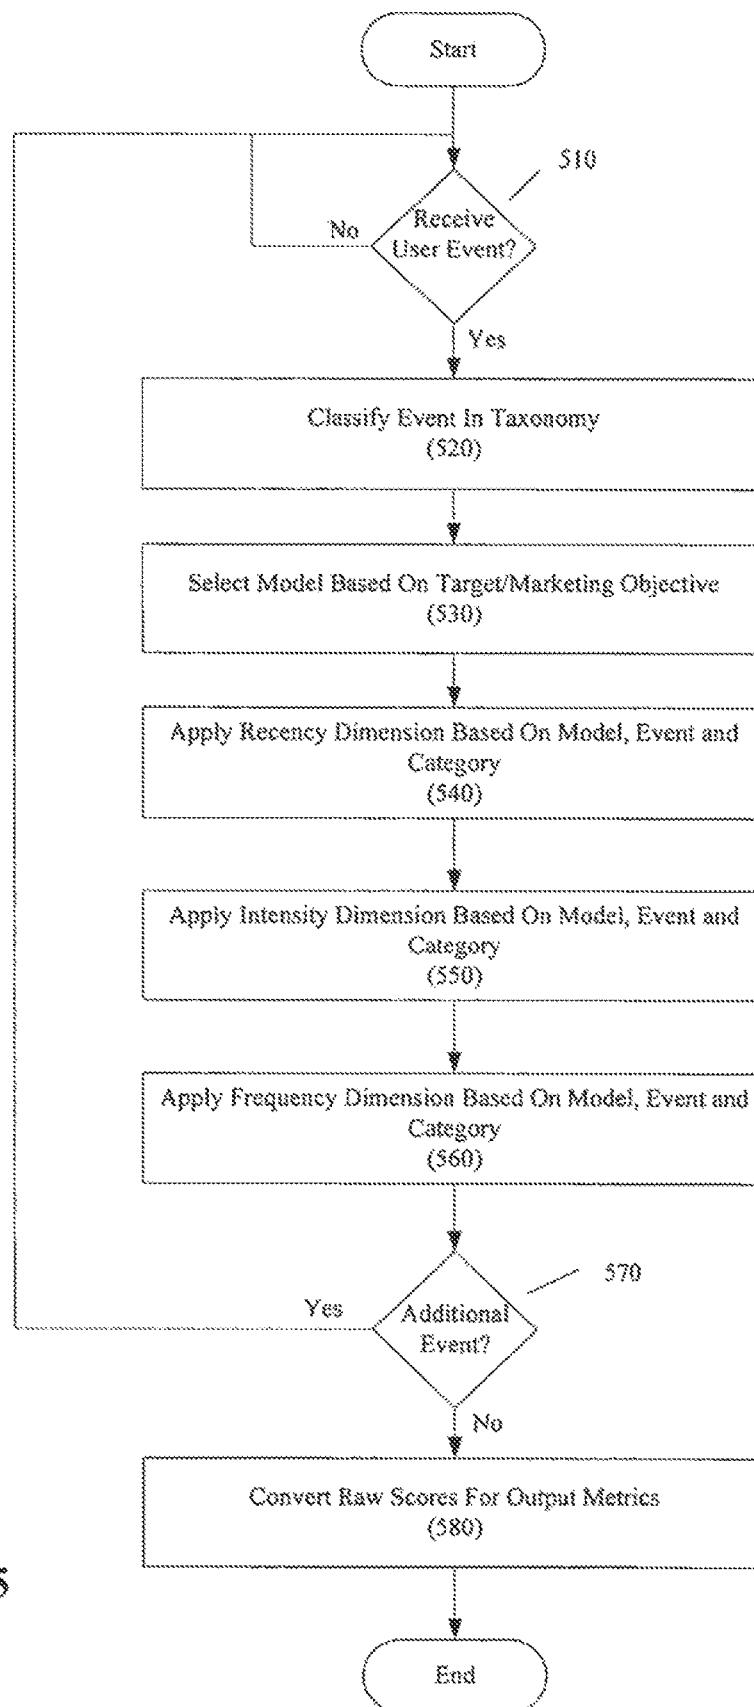 Start
510
Receive
User Event?
No
Yes
Classify Event In Taxonomy
(520)
Select Model Based On Target/Marketing Objective
(530)
Apply Recency Dimension Based On Model, Event and
Category
(540)
Apply Intensity Dimension Based On Model, Event and
Category
(550)
Apply Frequency Dimension Based On Model, Event and
Category
(560)
570
Yes
Additional
Event?
No
Convert Raw Scores For Output Metrics
(580)
5
End